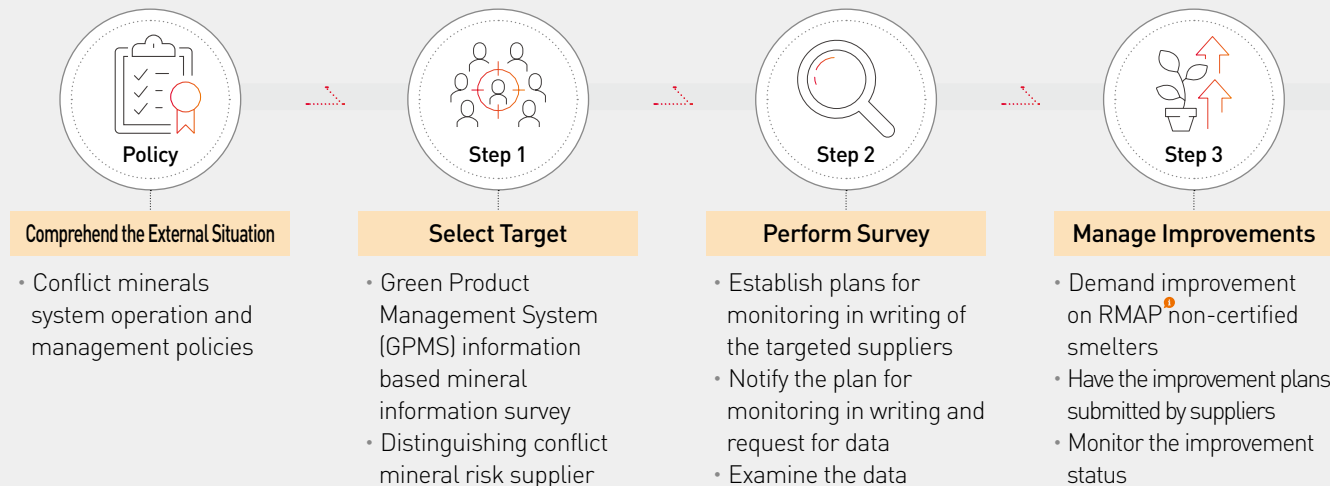 Policy
Comprehend the External Situation
• Conflict minerals
system operation and
management policies
Step 1
Select Target
• Green Product
Management System
(GPMS) information
based mineral
information survey
• Distinguishing conflict
mineral risk supplier
Step 2
Perform Survey
• Establish plans for
monitoring in writing of
the targeted suppliers
• Notify the plan for
monitoring in writing and
request for data
• Examine the data
Step 3
Manage Improvements
• Demand improvement
on RMAP i non-certified
smelters
• Have the improvement plans
submitted by suppliers
• Monitor the improvement
status